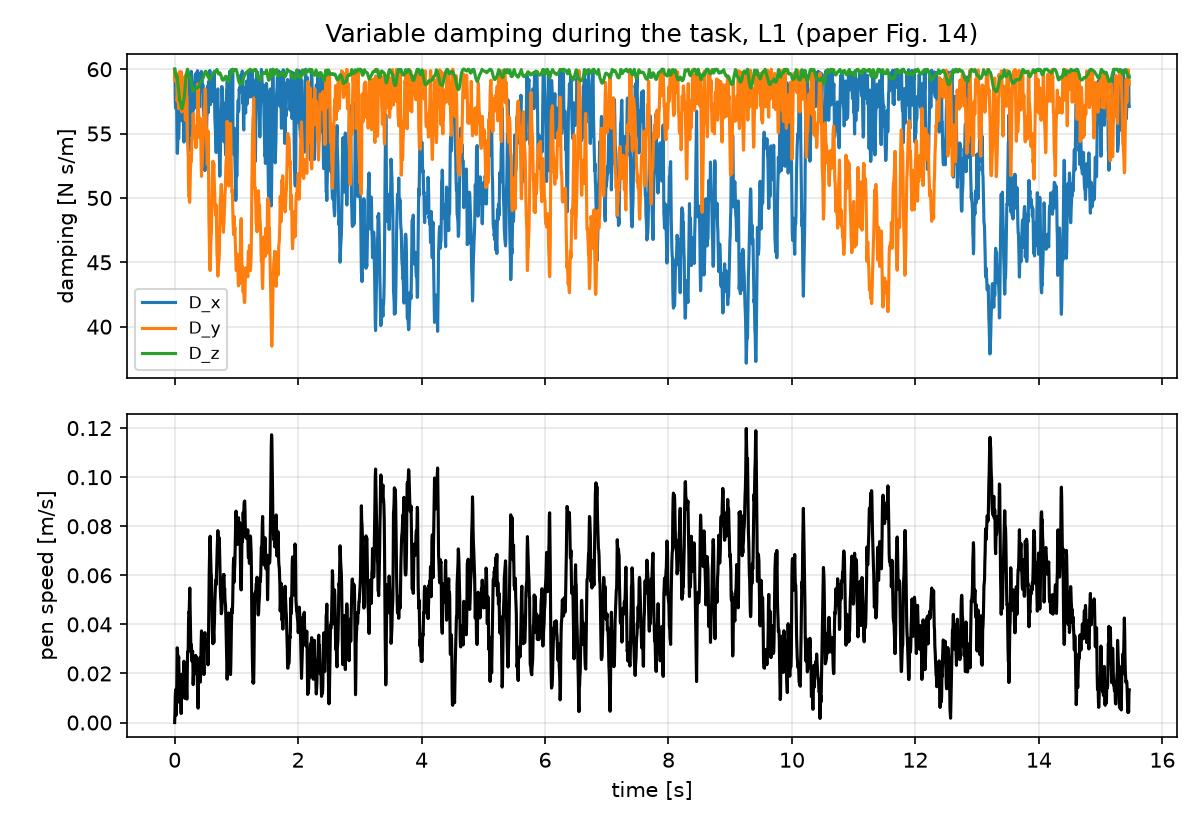 Variable damping during the task, L1 (paper Fig. 14)
damping [N s/m]
60
55
50
45
40
D_x
D_y
D_z
pen speed [m/s]
0.12
0.10
0.08
0.06
0.04
0.02
0.00
0 2 4 6 8 10 12 14 16
time [s]